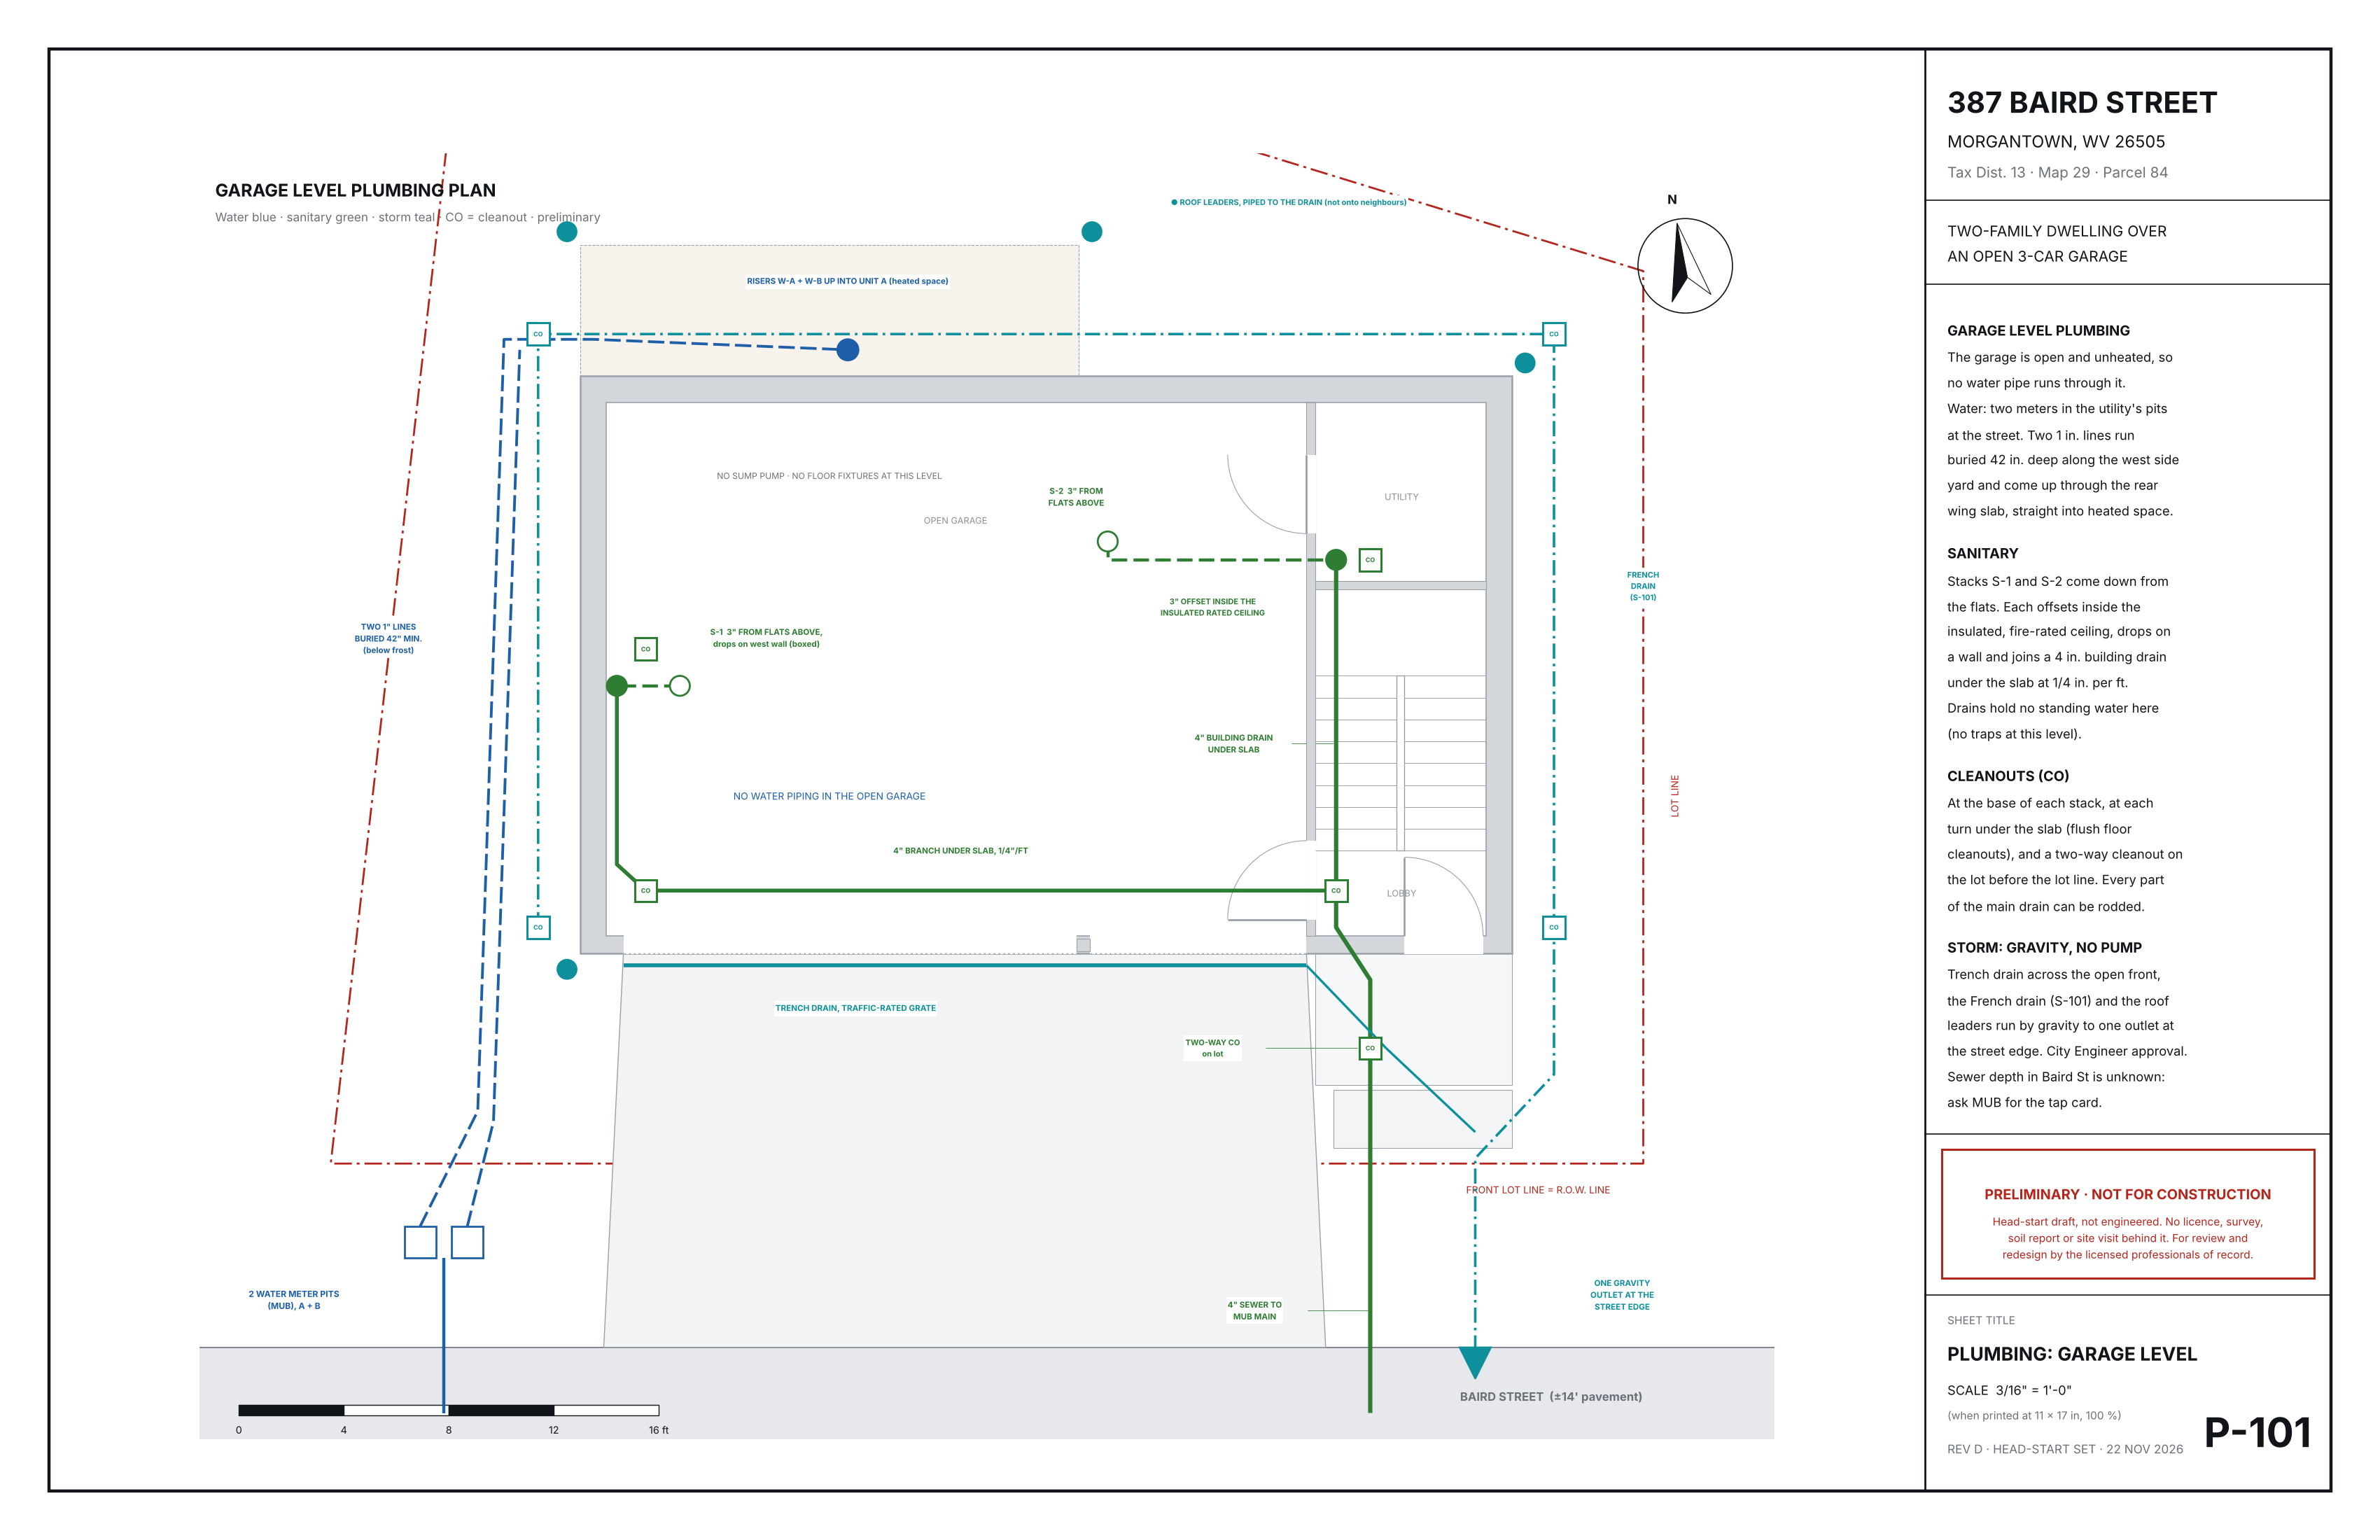 GARAGE LEVEL PLUMBING PLAN
Water blue · sanitary green · storm teal · CO = cleanout · preliminary
● ROOF LEADERS, PIPED TO THE DRAIN (not onto neighbours)
N
RISERS W-A + W-B UP INTO UNIT A (heated space)
CO
CO
NO SUMP PUMP · NO FLOOR FIXTURES AT THIS LEVEL
OPEN GARAGE
S-2 3" FROM
FLATS ABOVE
UTILITY
CO
FRENCH
DRAIN
(S-101)
3" OFFSET INSIDE THE
INSULATED RATED CEILING
TWO 1" LINES
BURIED 42" MIN.
(below frost)
CO
S-1 3" FROM FLATS ABOVE,
drops on west wall (boxed)
4" BUILDING DRAIN
UNDER SLAB
LOT LINE
NO WATER PIPING IN THE OPEN GARAGE
4" BRANCH UNDER SLAB, 1/4"/FT
CO
CO
LOBBY
CO
CO
TRENCH DRAIN, TRAFFIC-RATED GRATE
TWO-WAY CO
on lot
CO
FRONT LOT LINE = R.O.W. LINE
2 WATER METER PITS
(MUB), A + B
4" SEWER TO
MUB MAIN
ONE GRAVITY
OUTLET AT THE
STREET EDGE
BAIRD STREET (±14' pavement)
0 4 8 12 16 ft
387 BAIRD STREET
MORGANTOWN, WV 26505
Tax Dist. 13 · Map 29 · Parcel 84
TWO-FAMILY DWELLING OVER
AN OPEN 3-CAR GARAGE
GARAGE LEVEL PLUMBING
The garage is open and unheated, so
no water pipe runs through it.
Water: two meters in the utility's pits
at the street. Two 1 in. lines run
buried 42 in. deep along the west side
yard and come up through the rear
wing slab, straight into heated space.
SANITARY
Stacks S-1 and S-2 come down from
the flats. Each offsets inside the
insulated, fire-rated ceiling, drops on
a wall and joins a 4 in. building drain
under the slab at 1/4 in. per ft.
Drains hold no standing water here
(no traps at this level).
CLEANOUTS (CO)
At the base of each stack, at each
turn under the slab (flush floor
cleanouts), and a two-way cleanout on
the lot before the lot line. Every part
of the main drain can be rodded.
STORM: GRAVITY, NO PUMP
Trench drain across the open front,
the French drain (S-101) and the roof
leaders run by gravity to one outlet at
the street edge. City Engineer approval.
Sewer depth in Baird St is unknown:
ask MUB for the tap card.
PRELIMINARY · NOT FOR CONSTRUCTION
Head-start draft, not engineered. No licence, survey,
soil report or site visit behind it. For review and
redesign by the licensed professionals of record.
SHEET TITLE
PLUMBING: GARAGE LEVEL
SCALE 3/16" = 1'-0"
(when printed at 11 × 17 in, 100 %)
REV D · HEAD-START SET · 22 NOV 2026
P-101